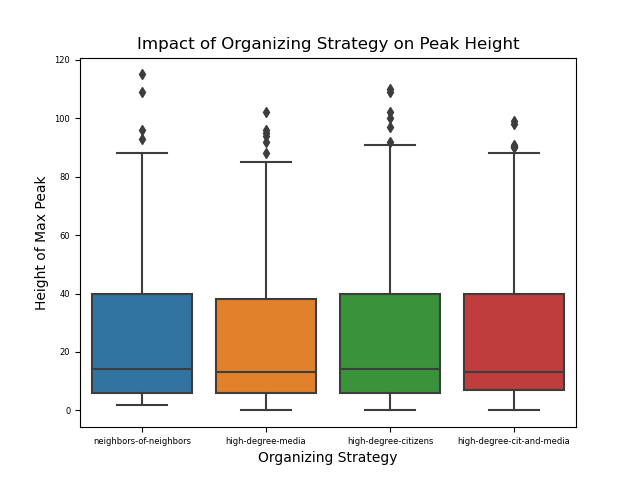 Impact of Organizing Strategy on Peak Height
120
100
80
60
40
20
0
Height of Max Peak
neighbors-of-neighbors high-degree-media high-degree-citizens high-degree-cit-and-media
Organizing Strategy